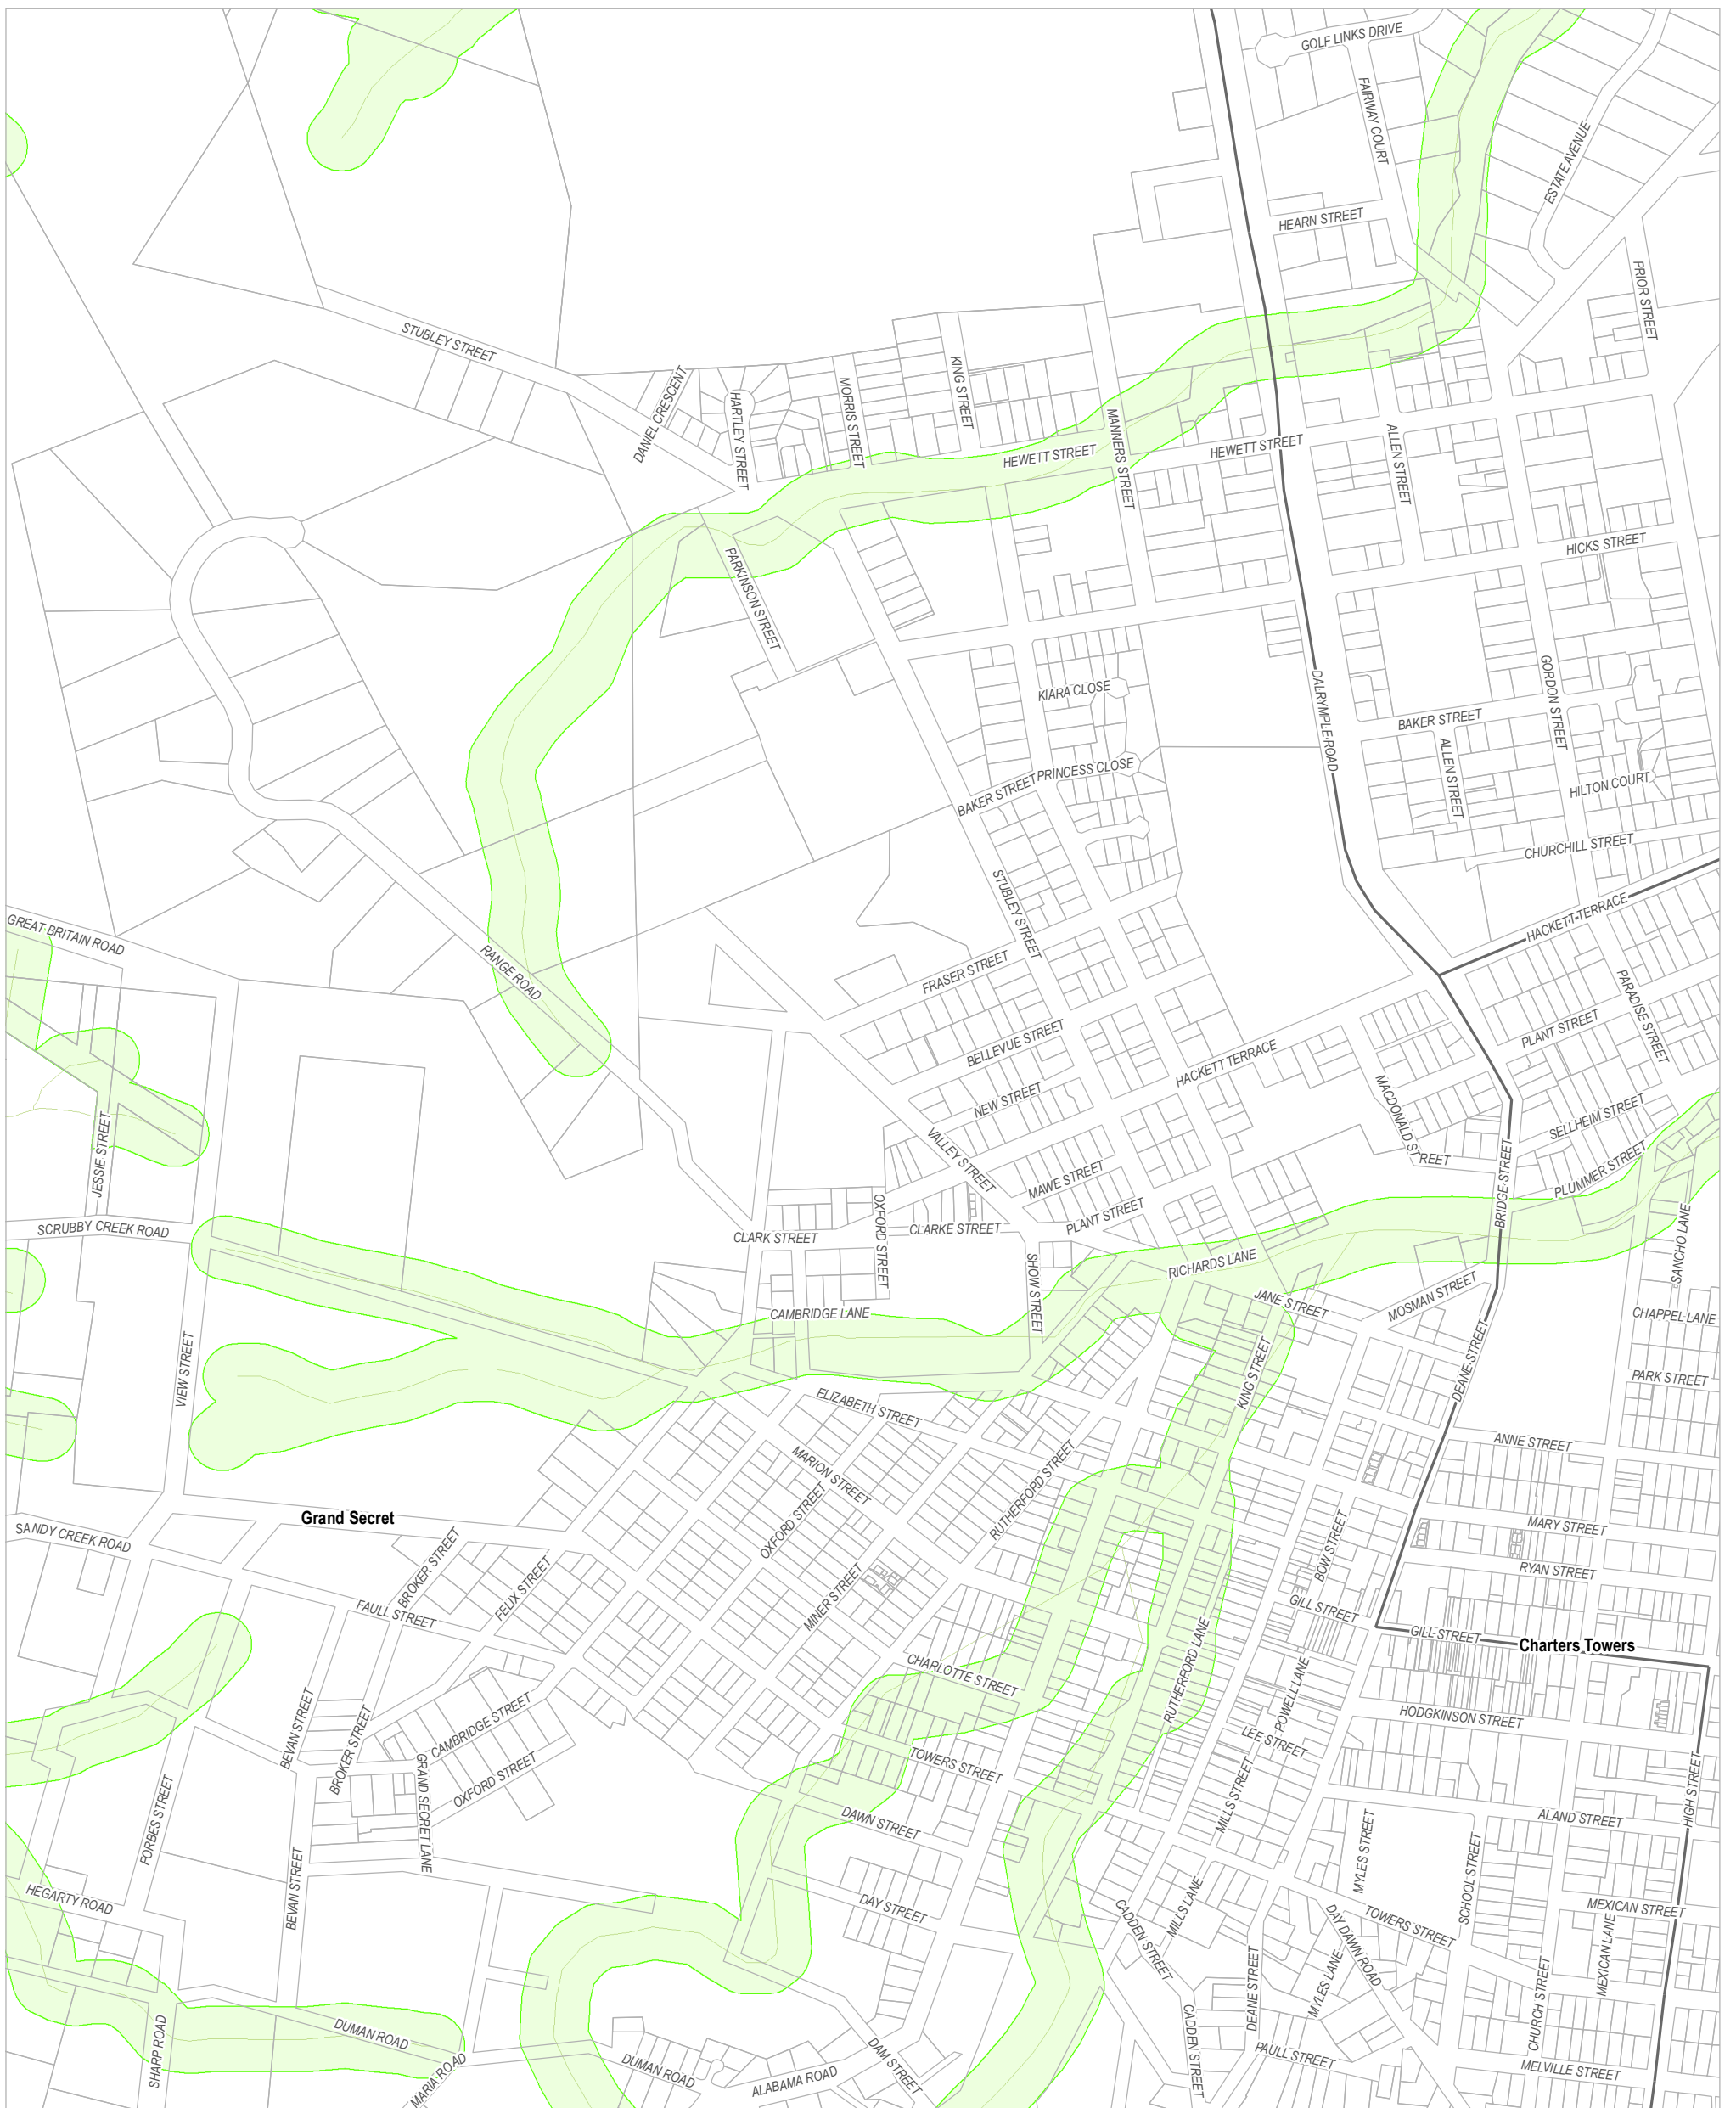 GOLF LINKS DRIVE
FAIRWAY COURT
ESTATE AVENUE
HEARN STREET
PRIOR STREET
STUBLEY STREET
DANIEL CRESCENT
HARTLEY STREET
MORRIS STREET
KING STREET
MANNERS STREET
HEWETT STREET
HEWETT STREET
ALLEN STREET
HICKS STREET
PARKINSON STREET
KIARA CLOSE
DALRYMPLE ROAD
GORDON STREET
BAKER STREET
ALLEN STREET
PRINCESS CLOSE
BAKER STREET
HILTON COURT
CHURCHILL STREET
STUBLEY STREET
HACKETT TERRACE
GREAT BRITAIN ROAD
RANGE ROAD
FRASER STREET
PARADISE STREET
PLANT STREET
BELLEVUE STREET
HACKETT TERRACE
NEW STREET
MACDONALD STREET
SELLHEIM STREET
JESSIE STREET
VALLEY STREET
MAWE STREET
PLUMMER STREET
BRIDGE STREET
OXFORD STREET
PLANT STREET
SCRUBBY CREEK ROAD
CLARK STREET
CLARKE STREET
SANCHO LANE
RICHARDS LANE
SHOW STREET
JANE STREET
MOSMAN STREET
CAMBRIDGE LANE
CHAPPEL LANE
VIEW STREET
KING STREET
DEANE STREET
PARK STREET
ELIZABETH STREET
ANNE STREET
MARION STREET
RUTHERFORD STREET
Grand Secret
OXFORD STREET
MARY STREET
SANDY CREEK ROAD
BROKER STREET
FELIX STREET
BOW STREET
RYAN STREET
MINER STREET
FAULL STREET
GILL STREET
GILL STREET
Charters Towers
RUTHERFORD LANE
CHARLOTTE STREET
POWELL LANE
HODGKINSON STREET
BEVAN STREET
BROKER STREET
CAMBRIDGE STREET
LEE STREET
TOWERS STREET
OXFORD STREET
GRAND SECRET LANE
MILLS STREET
HIGH STREET
FORBES STREET
DAWN STREET
ALAND STREET
MYLES STREET
SCHOOL STREET
BEVAN STREET
HEGARTY ROAD
DAY STREET
MILLS LANE
CADDEN STREET
MEXICAN STREET
TOWERS STREET
DAY DAWN ROAD
MEXICAN LANE
MYLES LANE
DEANE STREET
CHURCH STREET
DUMAN ROAD
SHARP ROAD
MARIA ROAD
DUMAN ROAD
ALABAMA ROAD
DAM STREET
CADDEN STREET
PAULL STREET
MELVILLE STREET